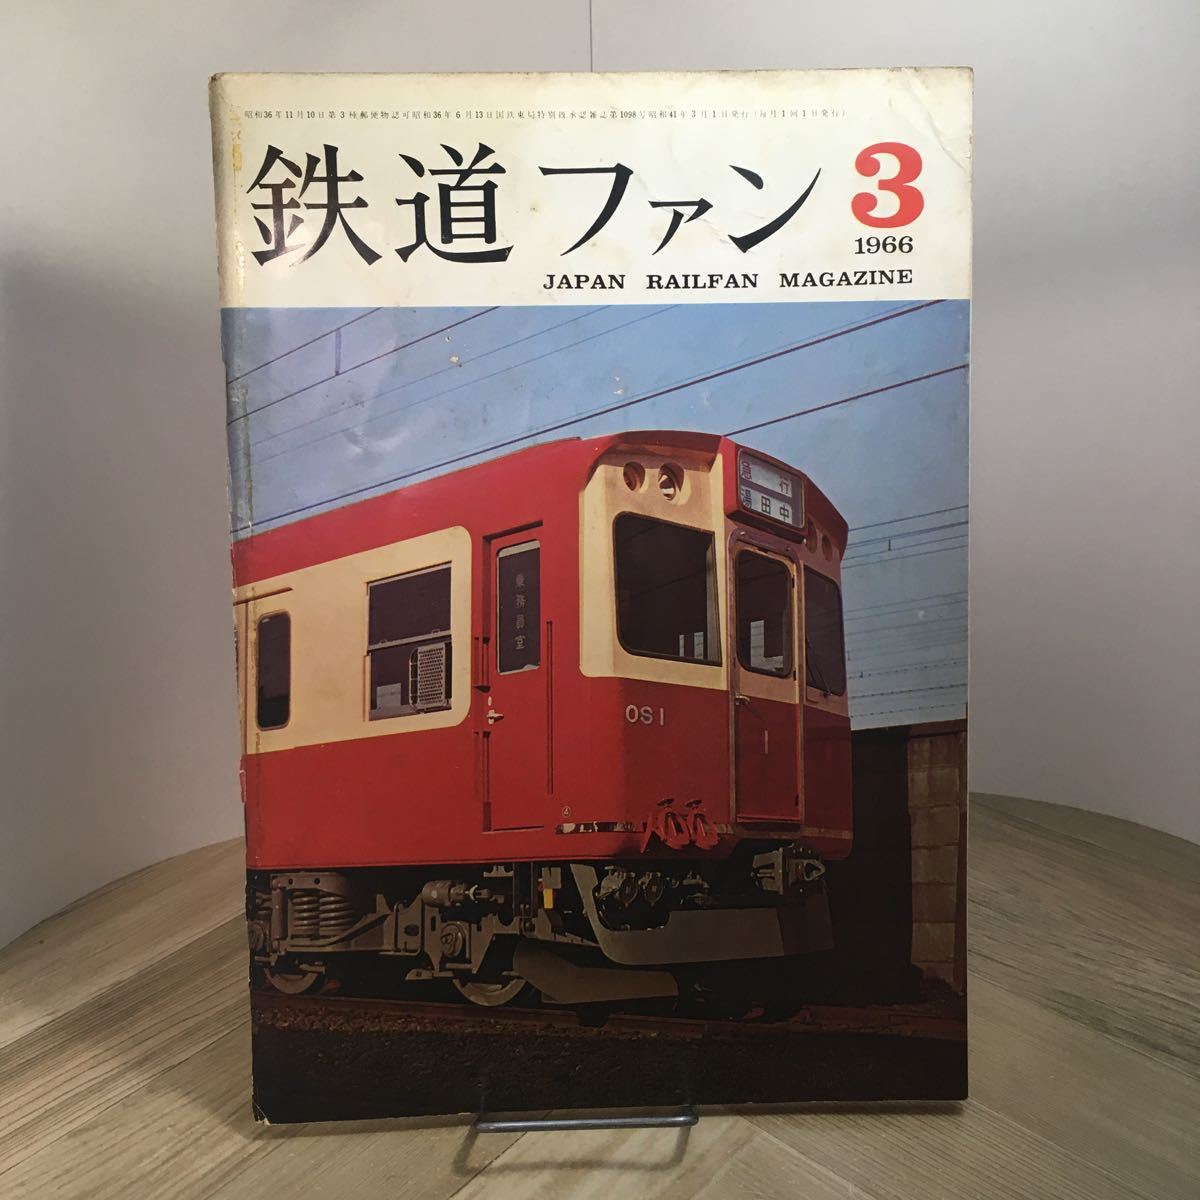 昭和36年11月10日第3種郵便物認可昭和36年6月13日国鉄東局特別扱承認雑誌第1098号昭和41年3月1日発行(毎月1回1日発行)
鉄道ファン 3
1966
JAPAN RAILFAN MAGAZINE
急行
湯田中
乗務員室
OS1
1
④